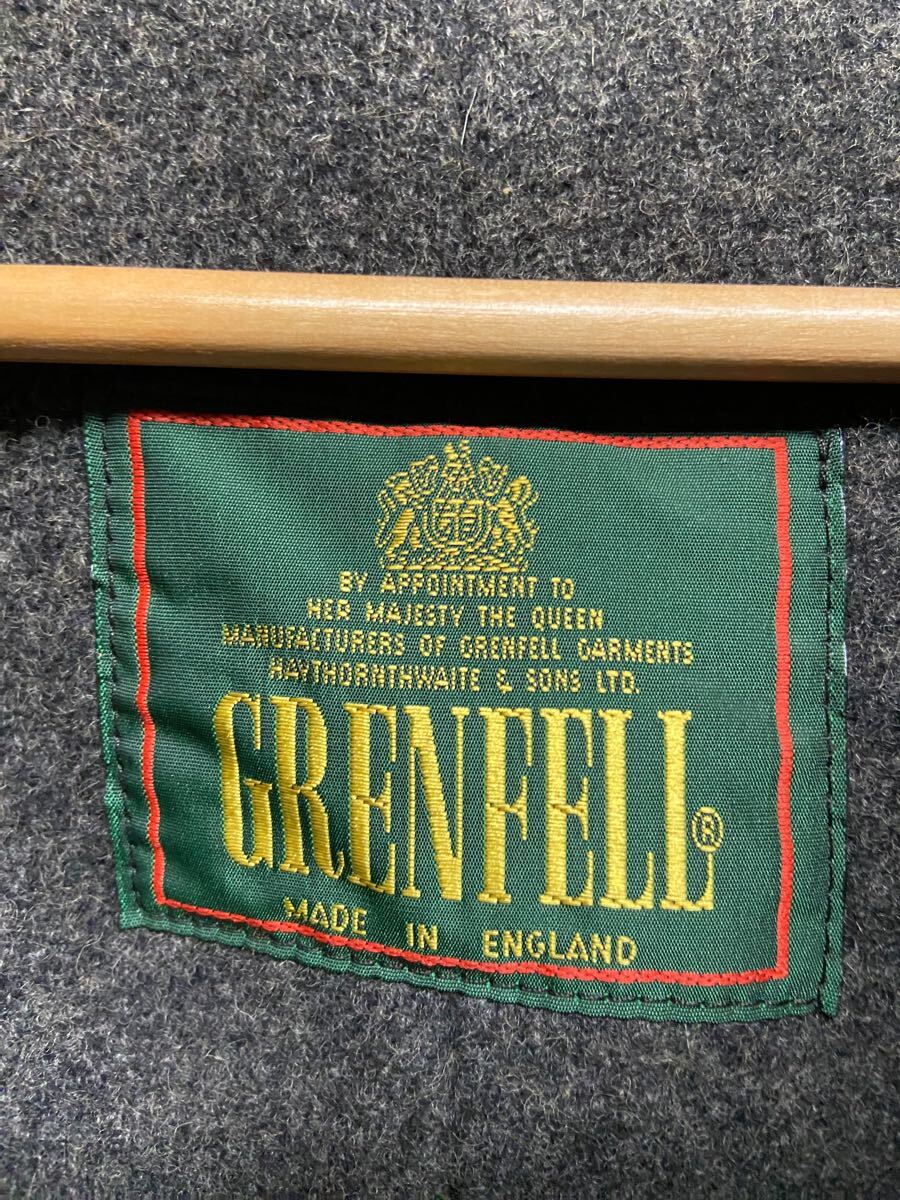 BY APPOINTMENT TO
HER MAJESTY THE QUEEN
MANUFACTURERS OF GRENFELL GARMENTS
HAYTHORNTHWAITE & SONS LTD.
GRENFELL®
MADE IN ENGLAND